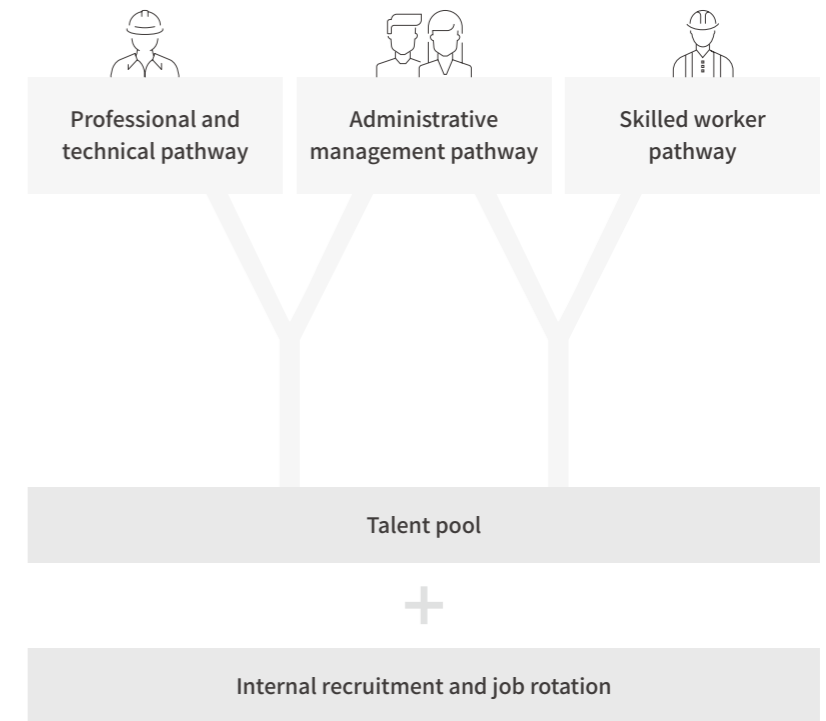 Professional and
technical pathway
Administrative
management pathway
Skilled worker
pathway
Talent pool
+
Internal recruitment and job rotation